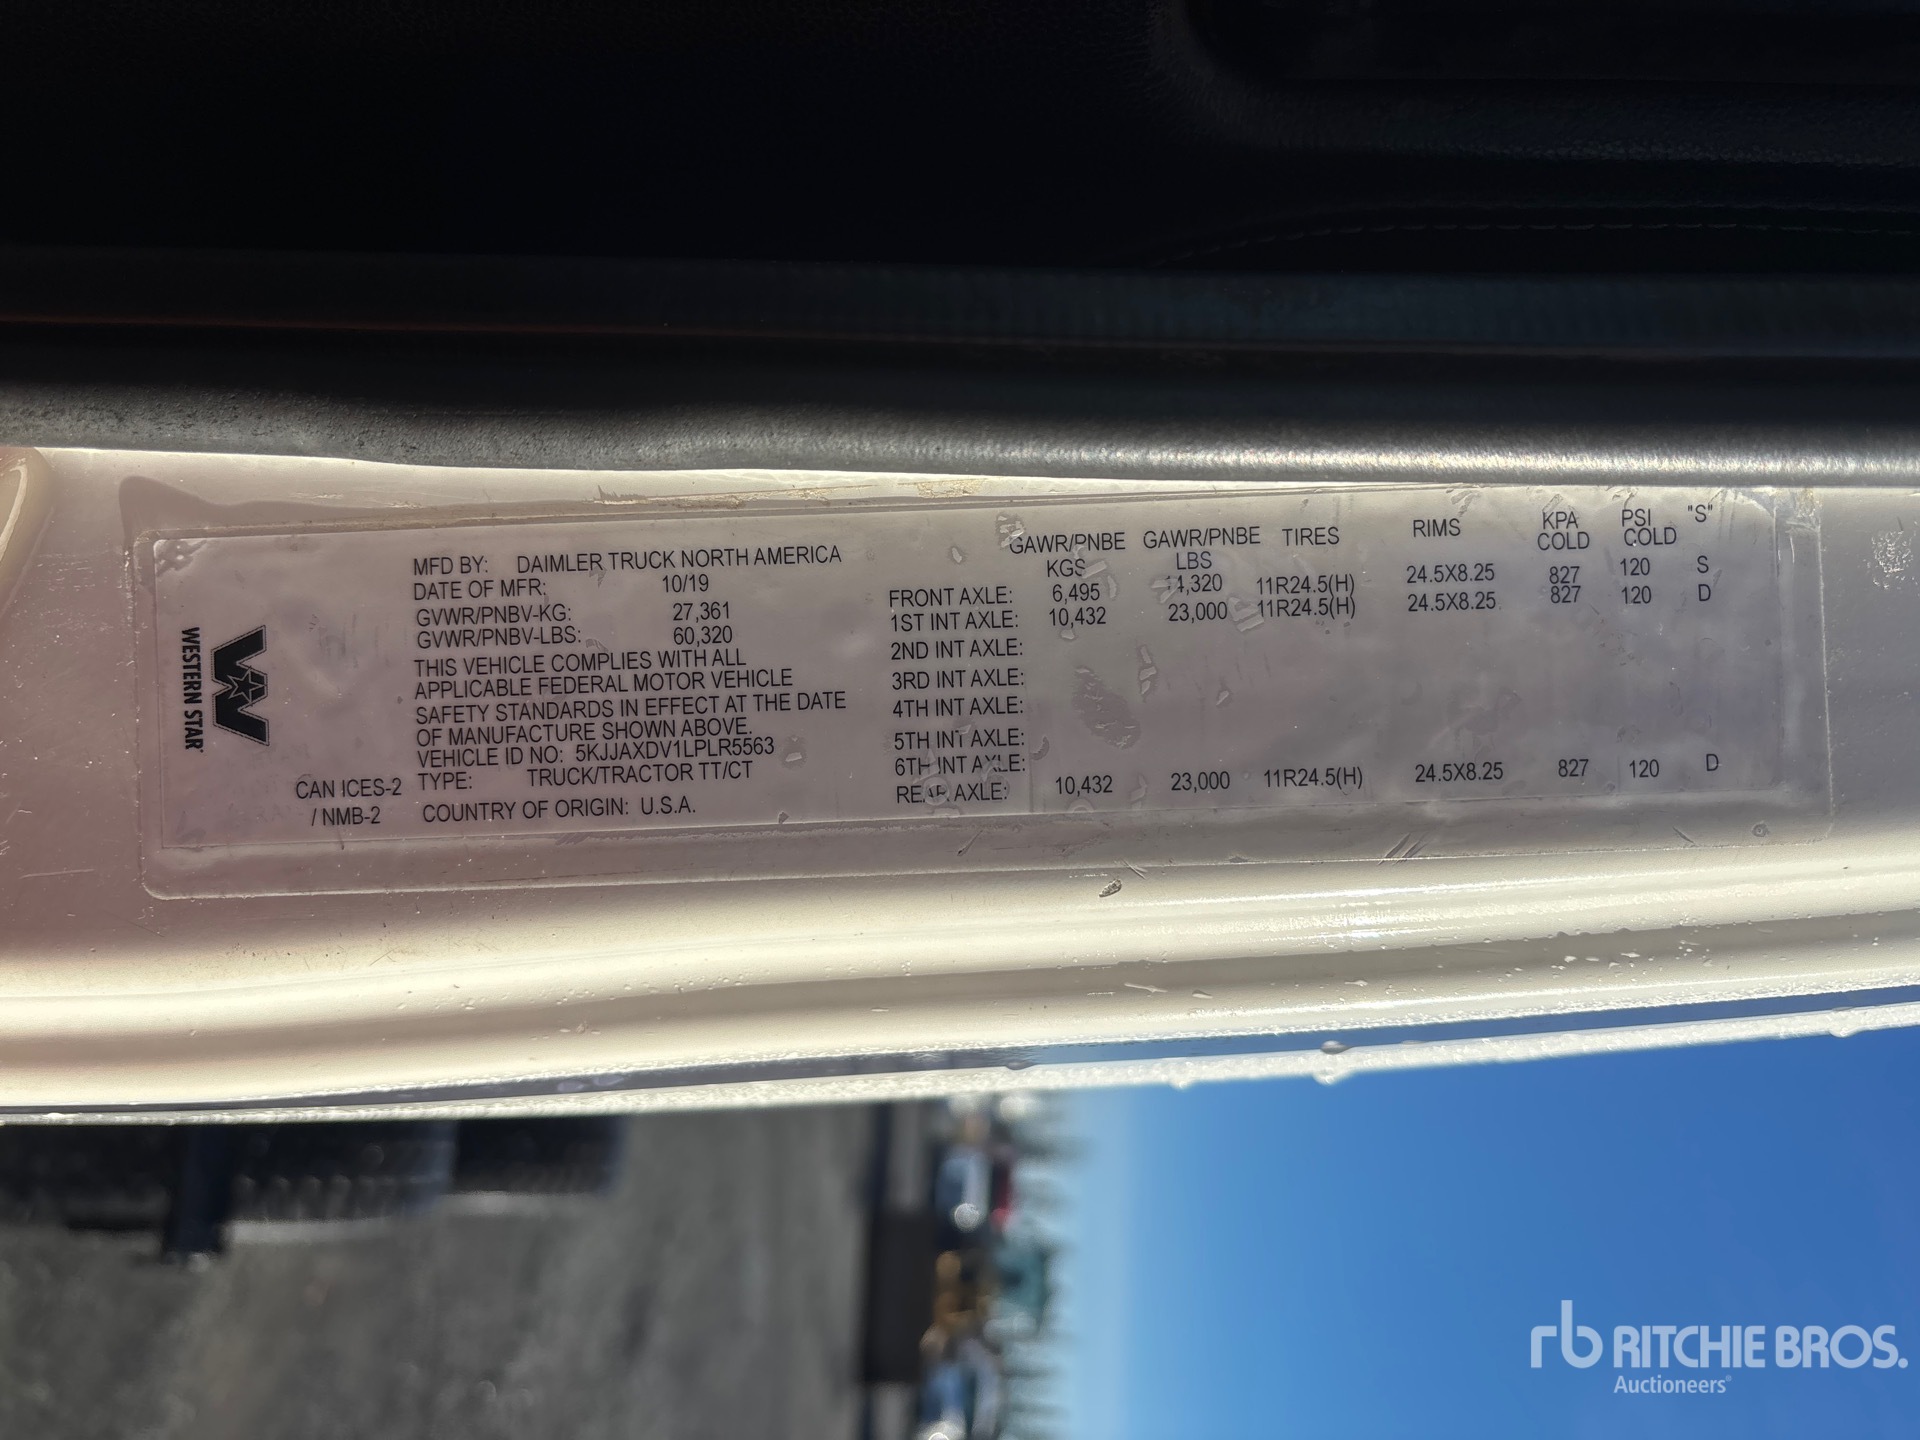 WESTERN STAR
CAN ICES-2
/ NMB-2
MFD BY: DAIMLER TRUCK NORTH AMERICA
DATE OF MFR: 10/19
GVWR/PNBV-KG: 27,361
GVWR/PNBV-LBS: 60,320
THIS VEHICLE COMPLIES WITH ALL
APPLICABLE FEDERAL MOTOR VEHICLE
SAFETY STANDARDS IN EFFECT AT THE DATE
OF MANUFACTURE SHOWN ABOVE.
VEHICLE ID NO: 5KJJAXDV1LPLR5563
TYPE: TRUCK/TRACTOR TT/CT
COUNTRY OF ORIGIN: U.S.A.
GAWR/PNBE KGS GAWR/PNBE LBS TIRES RIMS KPA COLD PSI COLD "S"
FRONT AXLE: 6,495 14,320 11R24.5(H) 24.5X8.25 827 120 S
1ST INT AXLE: 10,432 23,000 11R24.5(H) 24.5X8.25 827 120 D
2ND INT AXLE:
3RD INT AXLE:
4TH INT AXLE:
5TH INT AXLE:
6TH INT AXLE:
REAR AXLE: 10,432 23,000 11R24.5(H) 24.5X8.25 827 120 D
rb RITCHIE BROS.
Auctioneers